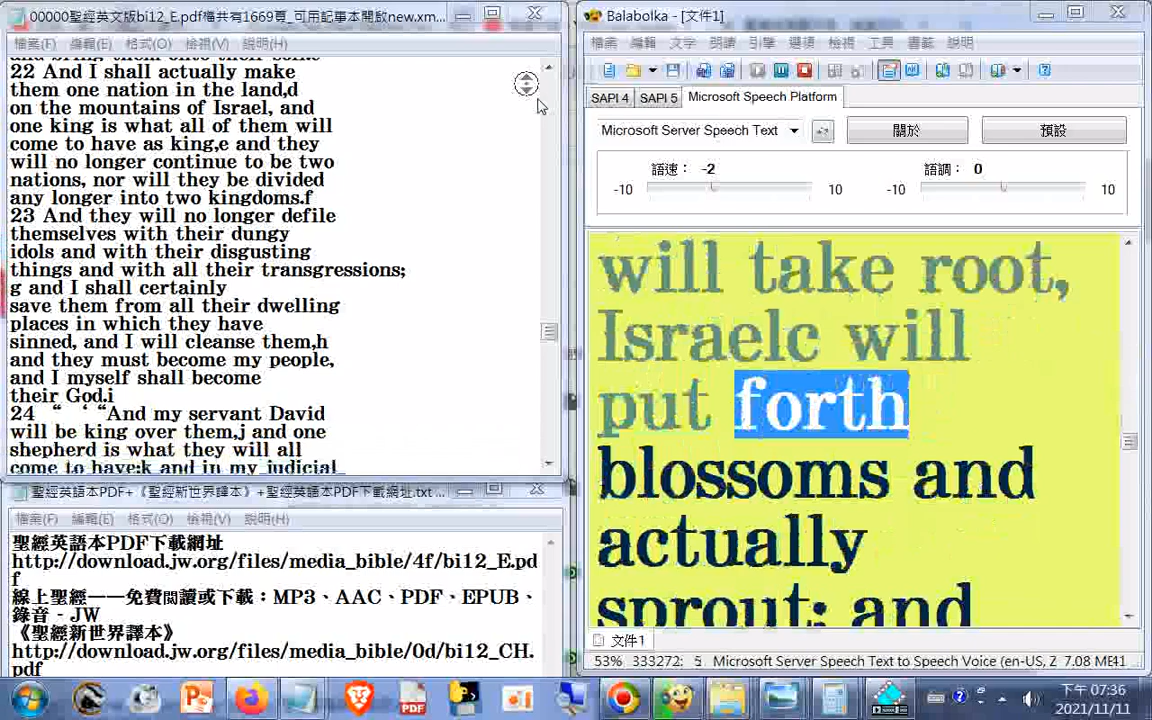 00000聖經英文版bi12_E.pdf檔共有1669頁_可用記事本開啟new.xm...
檔案(F) 編輯(E) 格式(O) 檢視(V) 說明(H)
22 And I shall actually make
them one nation in the land,d
on the mountains of Israel, and
one king is what all of them will
come to have as king,e and they
will no longer continue to be two
nations, nor will they be divided
any longer into two kingdoms.f
23 And they will no longer defile
themselves with their dungy
idols and with their disgusting
things and with all their transgressions;
g and I shall certainly
save them from all their dwelling
places in which they have
sinned, and I will cleanse them,h
and they must become my people,
and I myself shall become
their God.i
24 “ ‘ “And my servant David
will be king over them,j and one
shepherd is what they will all
come to have;k and in my judicial
聖經英語本PDF+《聖經新世界譯本》+聖經英語本PDF下載網址.txt ...
檔案(F) 編輯(E) 格式(O) 檢視(V) 說明(H)
聖經英語本PDF下載網址
http://download.jw.org/files/media_bible/4f/bi12_E.pd
f
線上聖經——免費閱讀或下載：MP3、AAC、PDF、EPUB、
錄音 - JW
《聖經新世界譯本》
http://download.jw.org/files/media_bible/0d/bi12_CH.
pdf
Balabolka - [文件1]
檔案 編輯 文字 朗讀 引擎 選項 檢視 工具 書籤 說明
SAPI 4 SAPI 5 Microsoft Speech Platform
Microsoft Server Speech Text 關於 預設
語速： -2 語調： 0
-10 10 -10 10
will take root,
Israelc will
put forth
blossoms and
actually
sprout; and
文件1
53% 333272: Microsoft Server Speech Text to Speech Voice (en-US, Z 7.08 ME41
PDF
下午 07:36
2021/11/11